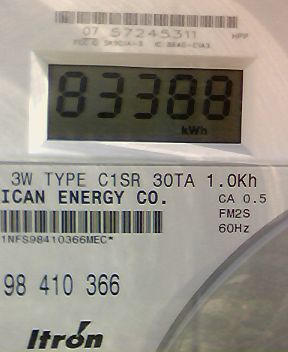 07 57245311
HPP
83388
kWh
3W TYPE C1SR 30TA 1.0Kh
ICAN ENERGY CO.
CA 0.5
FM2S
60Hz
1NFS98410366MEC*
98 410 366
Itron